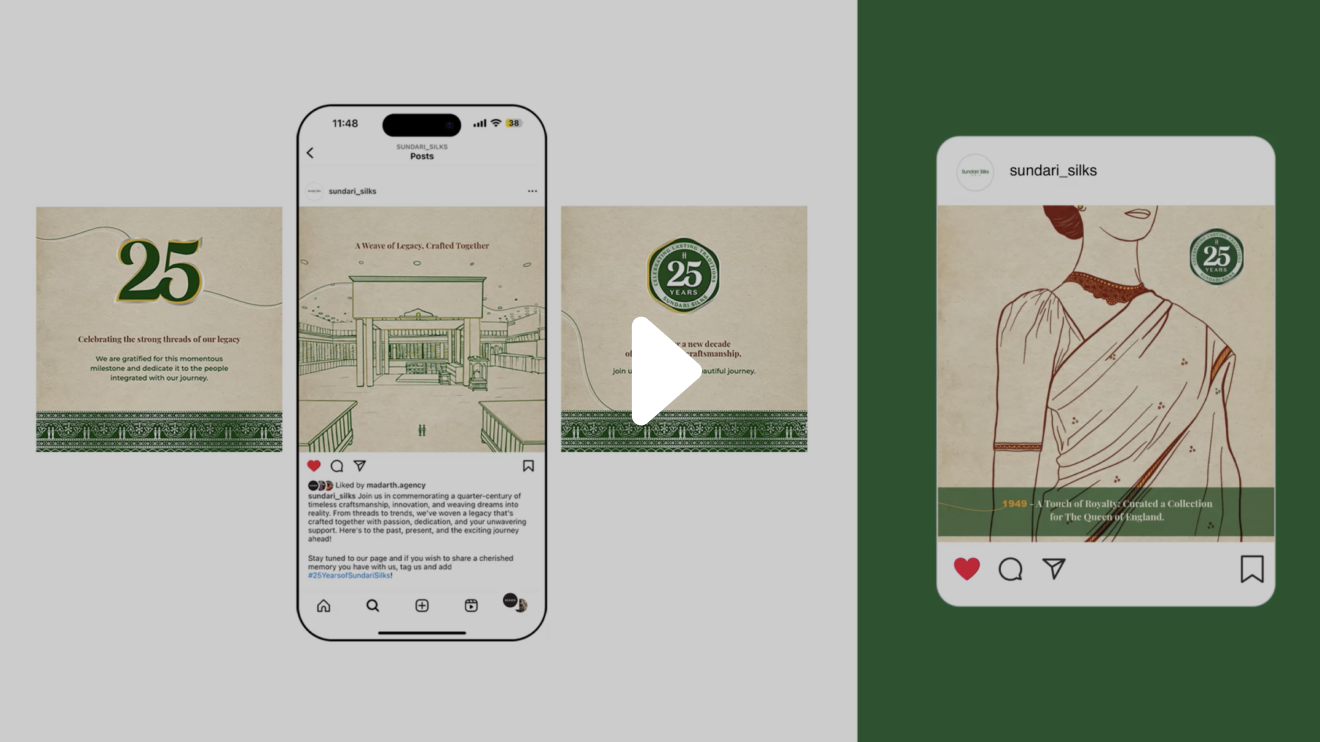 25
Celebrating the strong threads of our legacy
We are gratified for this momentous
milestone and dedicate it to the people
integrated with our journey.
11:48
38
SUNDARI_SILKS
Posts
sundari_silks
A Weave of Legacy, Crafted Together
Liked by madarth.agency
sundari_silks Join us in commemorating a quarter-century of
timeless craftsmanship, innovation, and weaving dreams into
reality. From threads to trends, we've woven a legacy that's
crafted together with passion, dedication, and your unwavering
support. Here's to the past, present, and the exciting journey
ahead!
Stay tuned to our page and if you wish to share a cherished
memory you have with us, tag us and add
#25YearsofSundariSilks!
CELEBRATING LASTING TRADITIONS
25
YEARS
SUNDARI SILKS
a new decade
craftsmanship,
join
journey.
Sundari Silks
sundari_silks
CELEBRATING LASTING TRADITIONS
25
YEARS
SUNDARI SILKS
1949 - A Touch of Royalty: Curated a Collection
for The Queen of England.